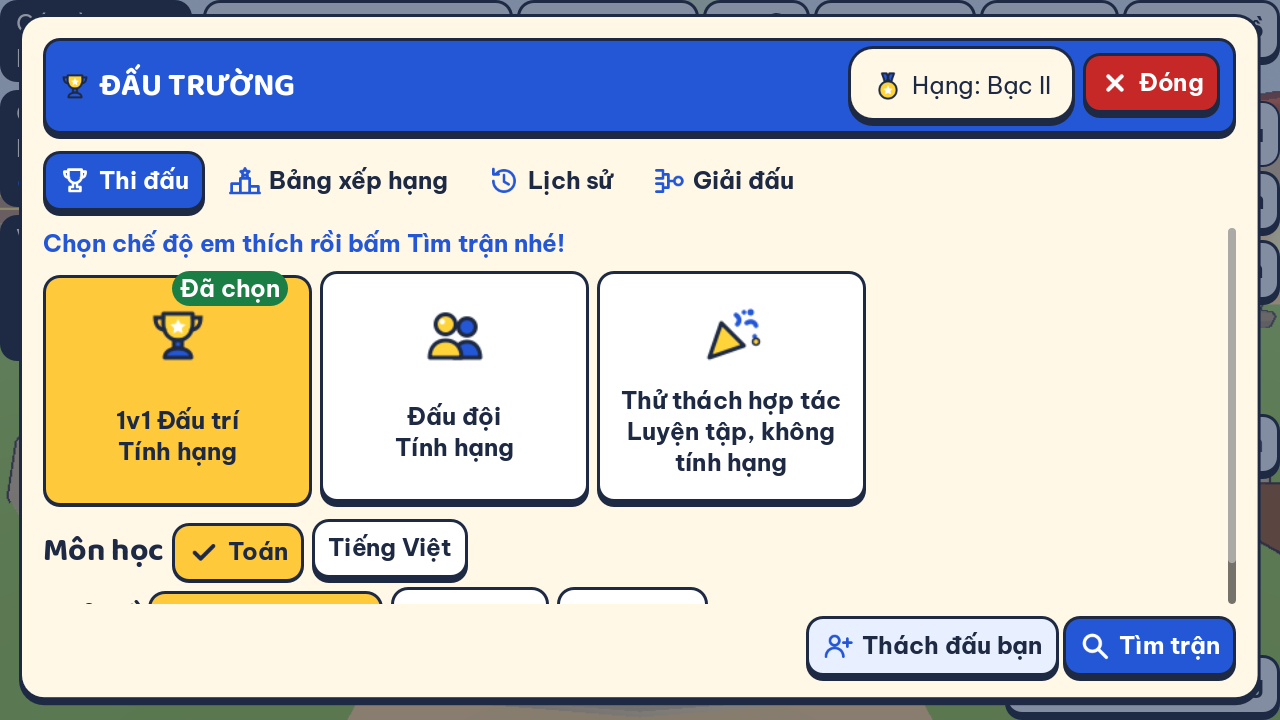 ĐẤU TRƯỜNG
Hạng: Bạc II
Đóng
Thi đấu
Bảng xếp hạng
Lịch sử
Giải đấu
Chọn chế độ em thích rồi bấm Tìm trận nhé!
Đã chọn
1v1 Đấu trí
Tính hạng
Đấu đội
Tính hạng
Thử thách hợp tác
Luyện tập, không
tính hạng
Môn học
Toán
Tiếng Việt
Thách đấu bạn
Tìm trận